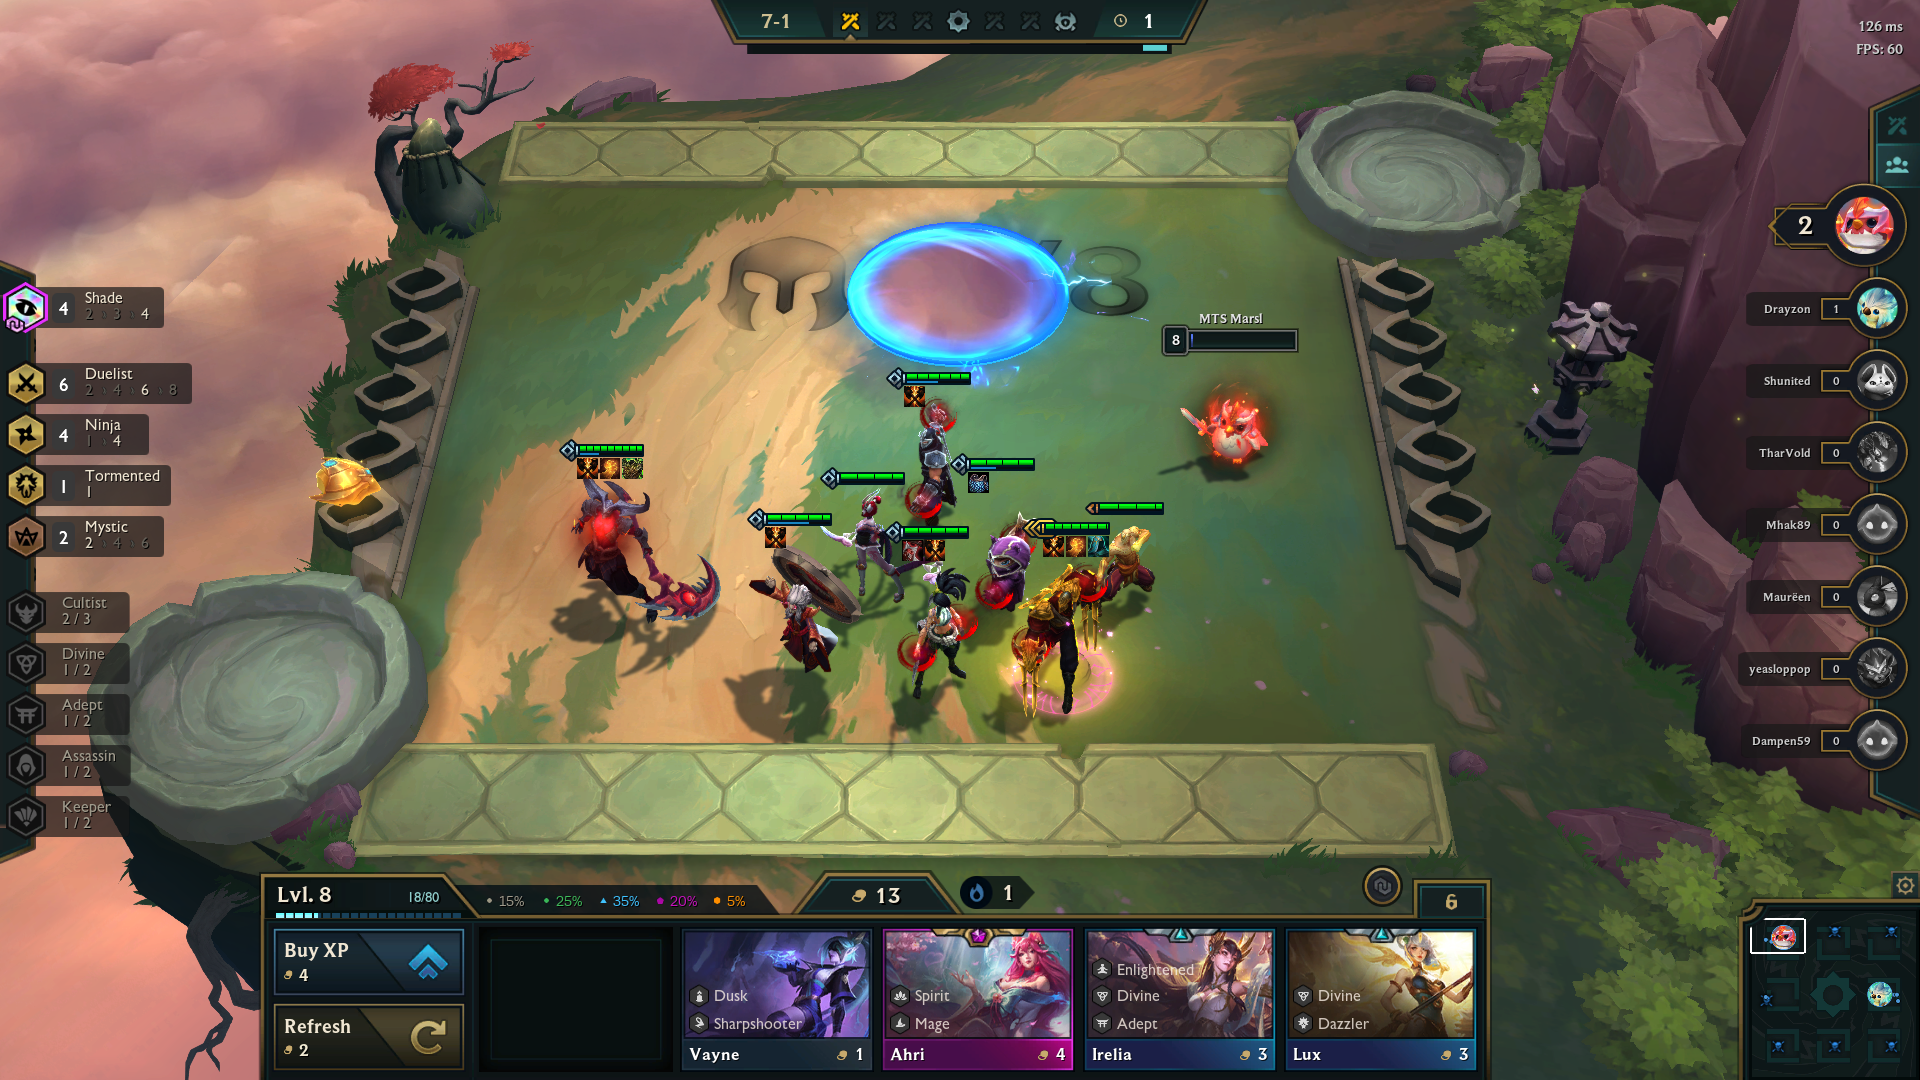 7-1
1
126 ms
FPS: 60
2
MTS Marsl
8
Drayzon 1
Shunited 0
TharVold 0
Mhak89 0
Maurëen 0
yeasloppop 0
Dampen59 0
4 Shade
2 3 4
6 Duelist
2 4 6 8
4 Ninja
1 4
1 Tormented
1
2 Mystic
2 4 6
Cultist
2 / 3
Divine
1 / 2
Adept
1 / 2
Assassin
1 / 2
Keeper
1 / 2
Lvl. 8 18/80
15% 25% 35% 20% 5%
13
1
6
Buy XP
4
Refresh
2
Dusk
Sharpshooter
Vayne 1
Spirit
Mage
Ahri 4
Enlightened
Divine
Adept
Irelia 3
Divine
Dazzler
Lux 3